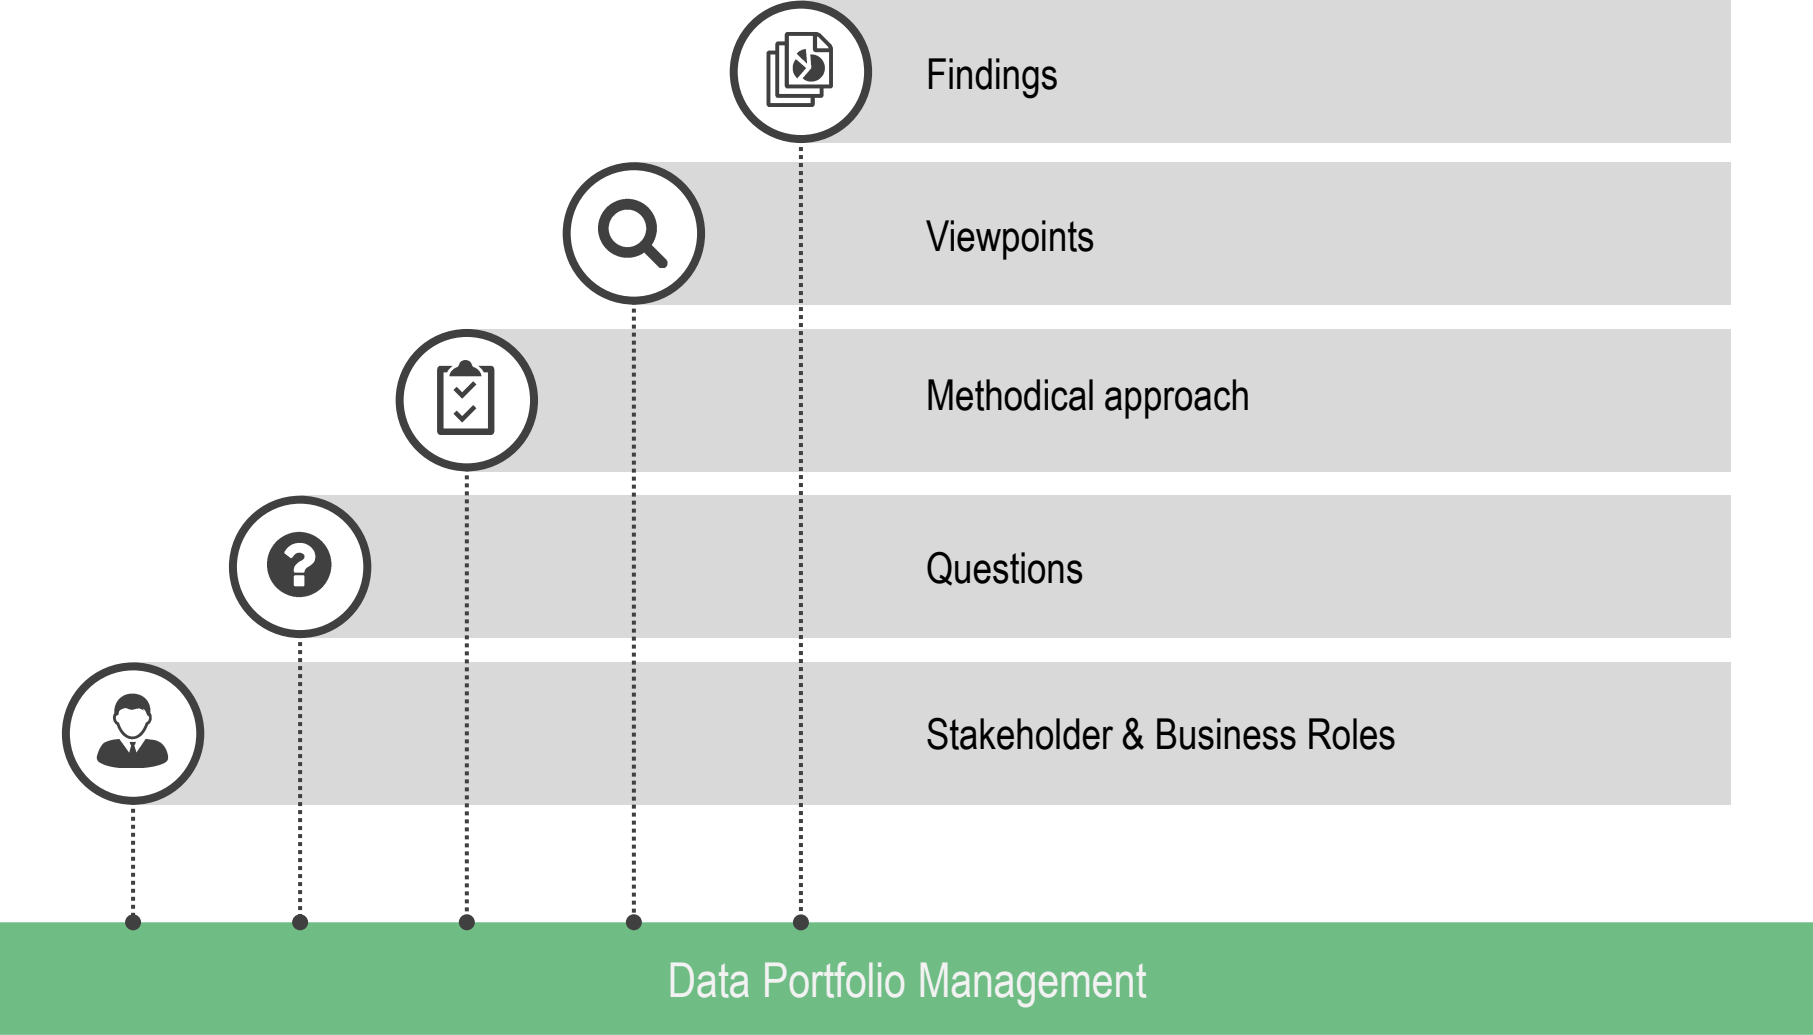 Findings
Viewpoints
Methodical approach
Questions
Stakeholder & Business Roles
Data Portfolio Management